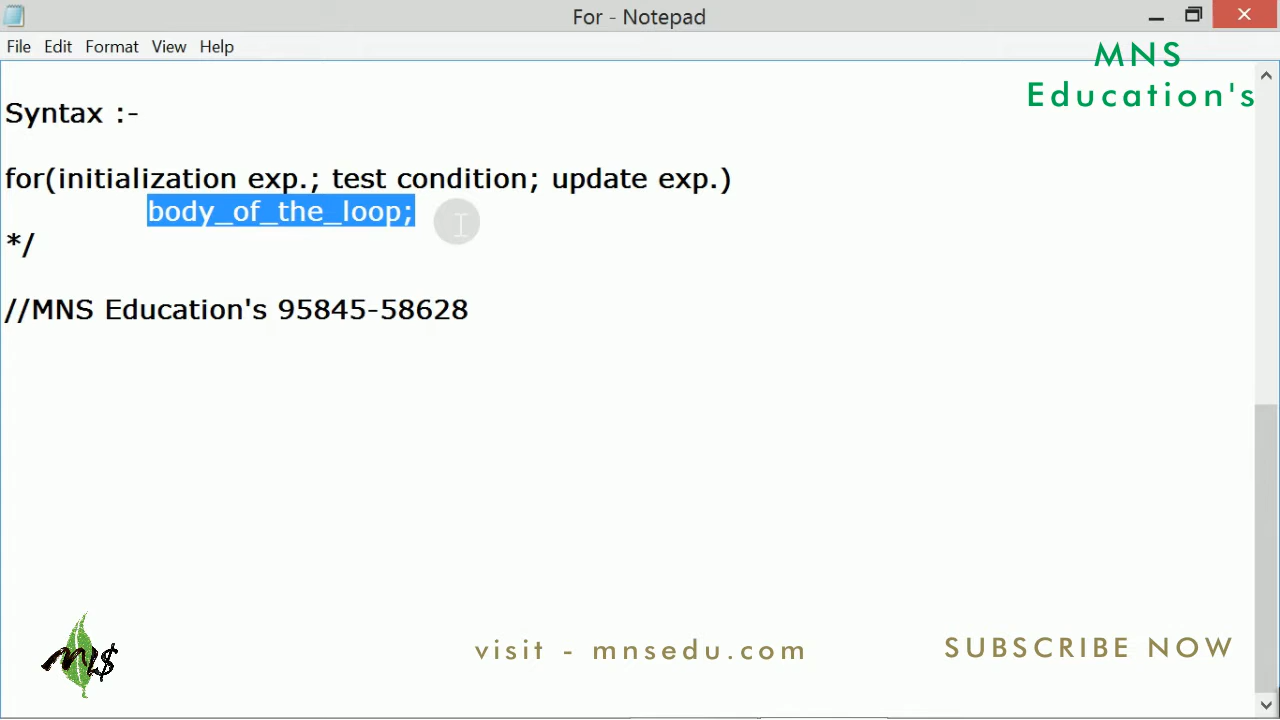 For - Notepad
File Edit Format View Help
MNS
Education's
Syntax :-
for(initialization exp.; test condition; update exp.)
body_of_the_loop;
*/
//MNS Education's 95845-58628
visit - mnsedu.com
SUBSCRIBE NOW